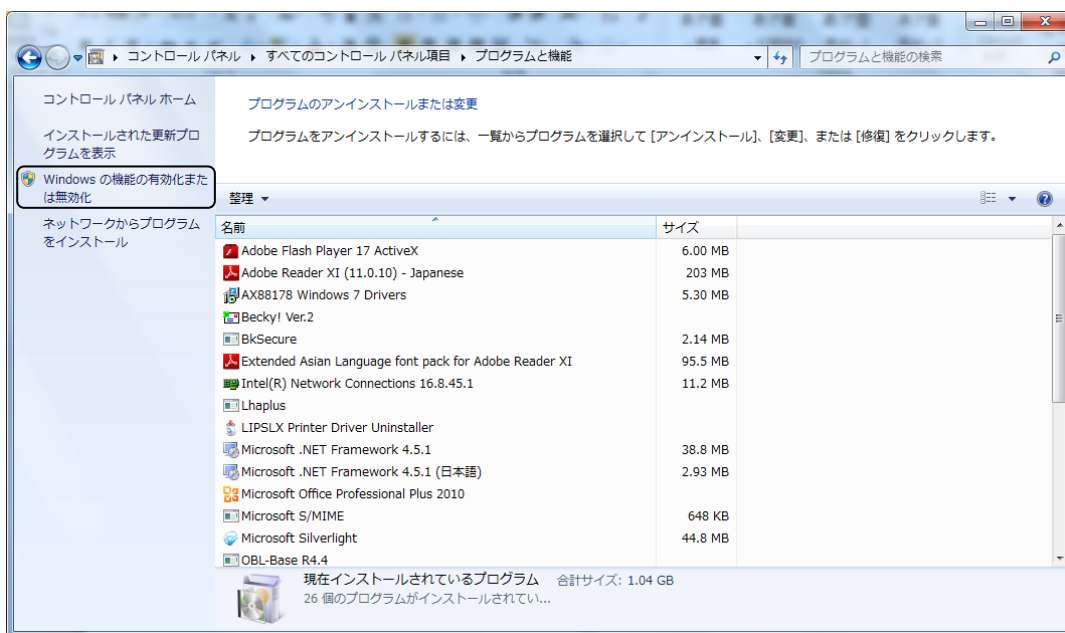 コントロール パネル ▸ すべてのコントロール パネル項目 ▸ プログラムと機能
プログラムと機能の検索
コントロール パネル ホーム
インストールされた更新プロ
グラムを表示
Windows の機能の有効化また
は無効化
ネットワークからプログラム
をインストール
プログラムのアンインストールまたは変更
プログラムをアンインストールするには、一覧からプログラムを選択して [アンインストール]、[変更]、または [修復] をクリックします。
整理
名前 サイズ
Adobe Flash Player 17 ActiveX 6.00 MB
Adobe Reader XI (11.0.10) - Japanese 203 MB
AX88178 Windows 7 Drivers 5.30 MB
Becky! Ver.2
BkSecure 2.14 MB
Extended Asian Language font pack for Adobe Reader XI 95.5 MB
Intel(R) Network Connections 16.8.45.1 11.2 MB
Lhaplus
LIPSLX Printer Driver Uninstaller
Microsoft .NET Framework 4.5.1 38.8 MB
Microsoft .NET Framework 4.5.1 (日本語) 2.93 MB
Microsoft Office Professional Plus 2010
Microsoft S/MIME 648 KB
Microsoft Silverlight 44.8 MB
OBL-Base R4.4
現在インストールされているプログラム 合計サイズ: 1.04 GB
26 個のプログラムがインストールされてい...